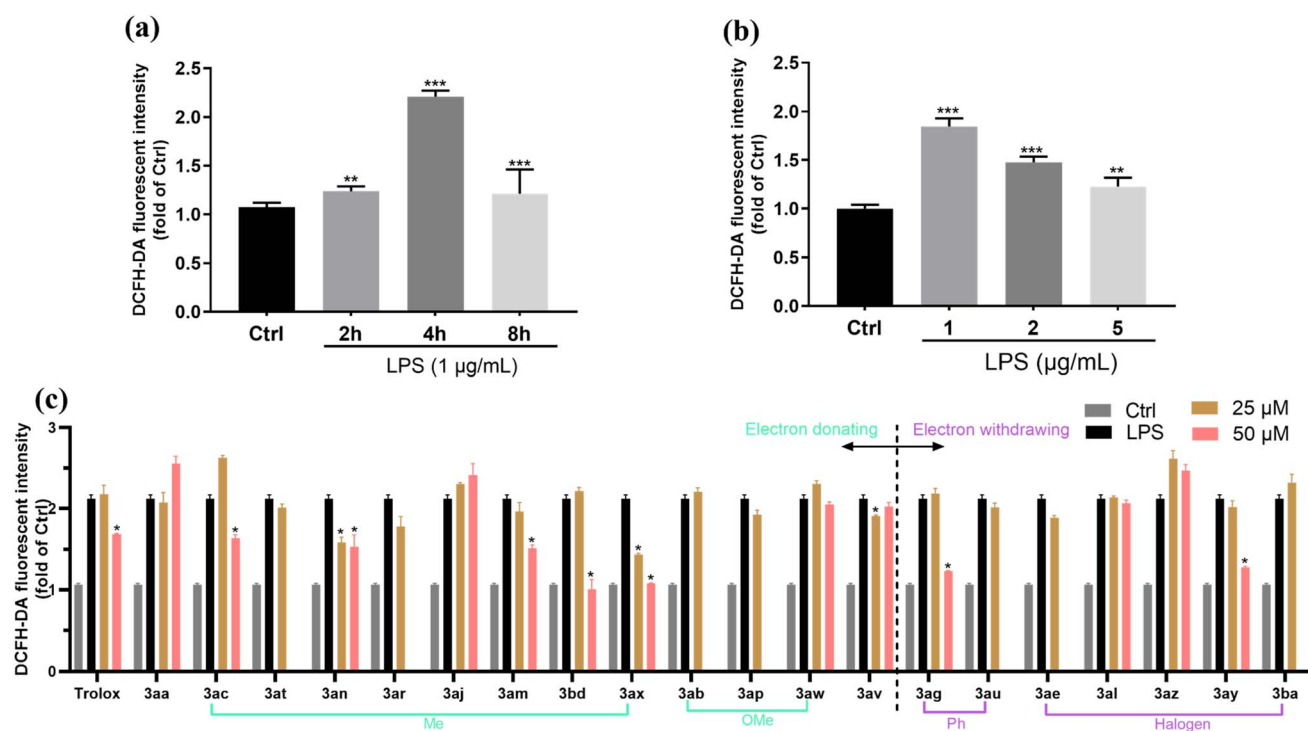 (a)
DCFH-DA fluorescent intensity
(fold of Ctrl)
2.5
2.0
1.5
1.0
0.5
0.0
**
***
***
Ctrl
2h
4h
8h
LPS (1 µg/mL)
(b)
DCFH-DA fluorescent intensity
(fold of Ctrl)
2.5
2.0
1.5
1.0
0.5
0.0
***
***
**
Ctrl
1
2
5
LPS (µg/mL)
(c)
Ctrl
25 µM
LPS
50 µM
Electron donating
Electron withdrawing
DCFH-DA fluorescent intensity
(fold of Ctrl)
3
2
1
0
* * * * * * * * * * * *
Trolox 3aa 3ac 3at 3an 3ar 3aj 3am 3bd 3ax 3ab 3ap 3aw 3av 3ag 3au 3ae 3al 3az 3ay 3ba
Me OMe Ph Halogen